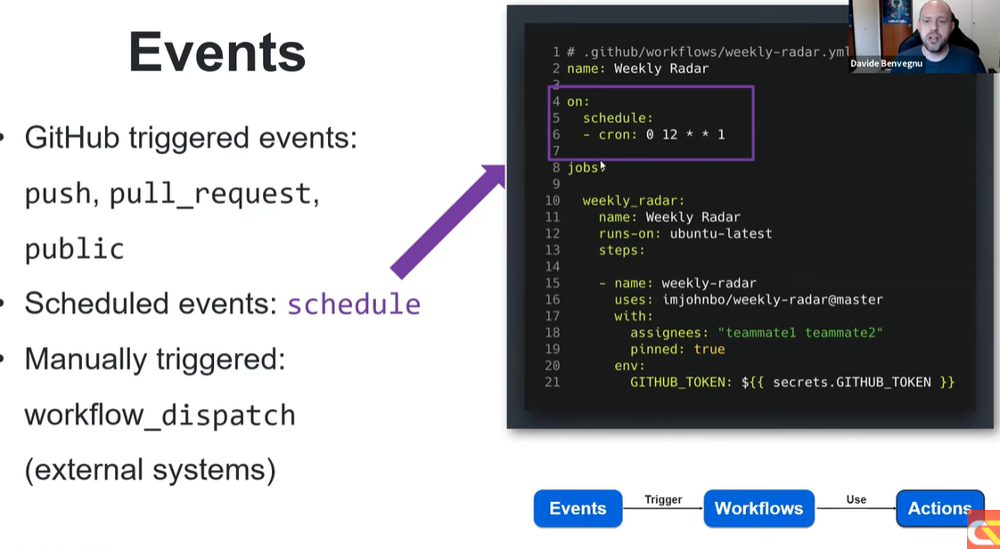 Events
• GitHub triggered events:
push, pull_request,
public
• Scheduled events: schedule
• Manually triggered:
workflow_dispatch
(external systems)
1 # .github/workflows/weekly-radar.yml
2 name: Weekly Radar
3
4 on:
5 schedule:
6 - cron: 0 12 * * 1
7
8 jobs:
9
10 weekly_radar:
11 name: Weekly Radar
12 runs-on: ubuntu-latest
13 steps:
14
15 - name: weekly-radar
16 uses: imjohnbo/weekly-radar@master
17 with:
18 assignees: "teammate1 teammate2"
19 pinned: true
20 env:
21 GITHUB_TOKEN: ${{ secrets.GITHUB_TOKEN }}
Davide Benvegnu
Events Trigger Workflows Use Actions